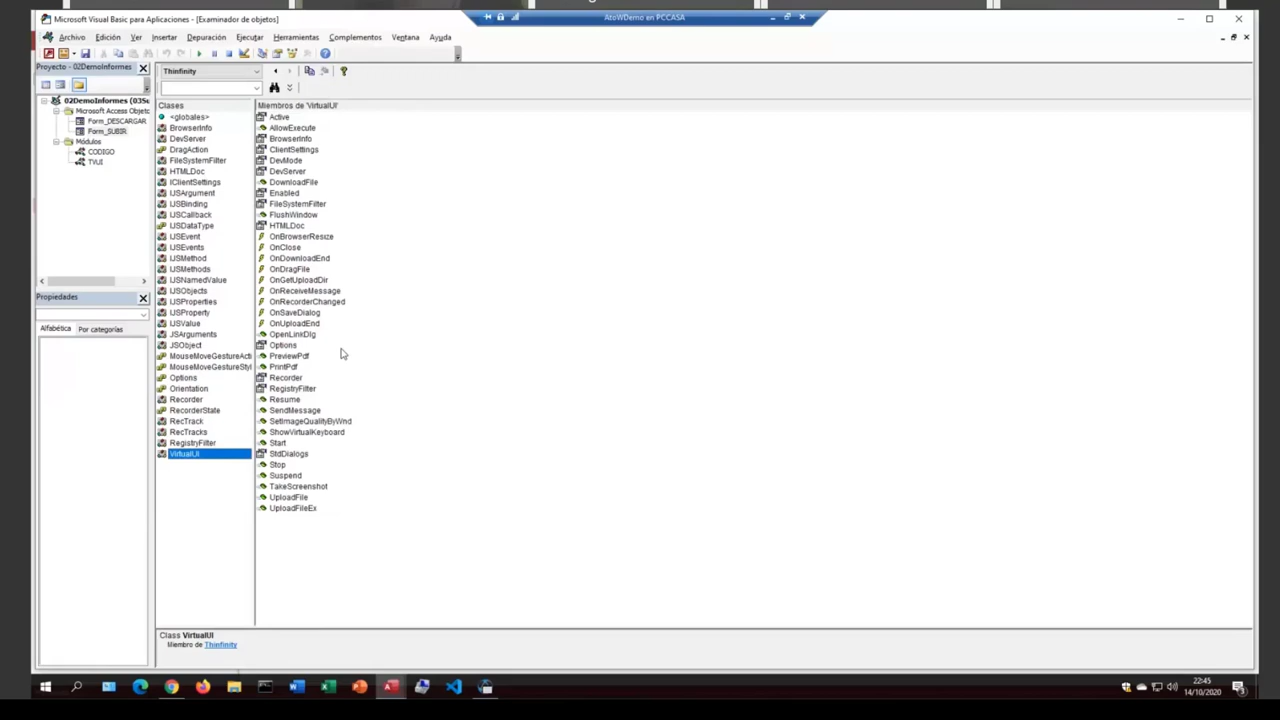 AtoWDemo en PCCASA
Microsoft Visual Basic para Aplicaciones - [Examinador de objetos]
Archivo Edición Ver Insertar Depuración Ejecutar Herramientas Complementos Ventana Ayuda
Proyecto - 02DemoInformes
02DemoInformes (03Su
Microsoft Access Objeto
Form_DESCARGAR
Form_SUBIR
Módulos
CODIGO
TVUI
Propiedades
Alfabética Por categorías
Thinfinity
Clases
<globales>
BrowserInfo
DevServer
DragAction
FileSystemFilter
HTMLDoc
IClientSettings
IJSArgument
IJSBinding
IJSCallback
IJSDataType
IJSEvent
IJSEvents
IJSMethod
IJSMethods
IJSNamedValue
IJSObjects
IJSProperties
IJSProperty
IJSValue
JSArguments
JSObject
MouseMoveGestureActi
MouseMoveGestureStyl
Options
Orientation
Recorder
RecorderState
RecTrack
RecTracks
RegistryFilter
VirtualUI
Miembros de 'VirtualUI'
Active
AllowExecute
BrowserInfo
ClientSettings
DevMode
DevServer
DownloadFile
Enabled
FileSystemFilter
FlushWindow
HTMLDoc
OnBrowserResize
OnClose
OnDownloadEnd
OnDragFile
OnGetUploadDir
OnReceiveMessage
OnRecorderChanged
OnSaveDialog
OnUploadEnd
OpenLinkDlg
Options
PreviewPdf
PrintPdf
Recorder
RegistryFilter
Resume
SendMessage
SetImageQualityByWnd
ShowVirtualKeyboard
Start
StdDialogs
Stop
Suspend
TakeScreenshot
UploadFile
UploadFileEx
Class VirtualUI
Miembro de Thinfinity
22:45
14/10/2020